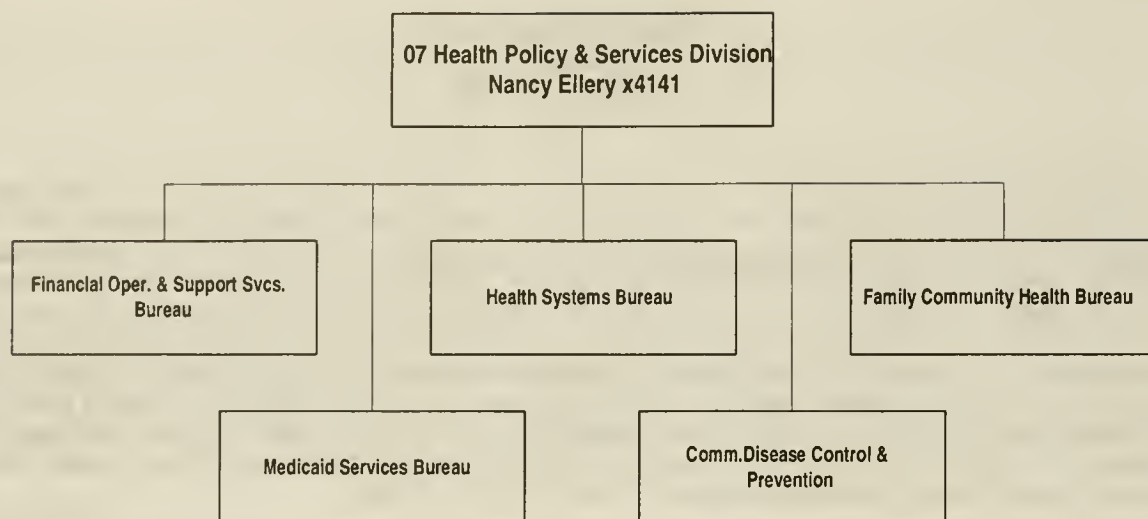 07 Health Policy & Services Division
Nancy Ellery x4141
Financial Oper. & Support Svcs.
Bureau
Health Systems Bureau
Family Community Health Bureau
Medicaid Services Bureau
Comm.Disease Control &
Prevention